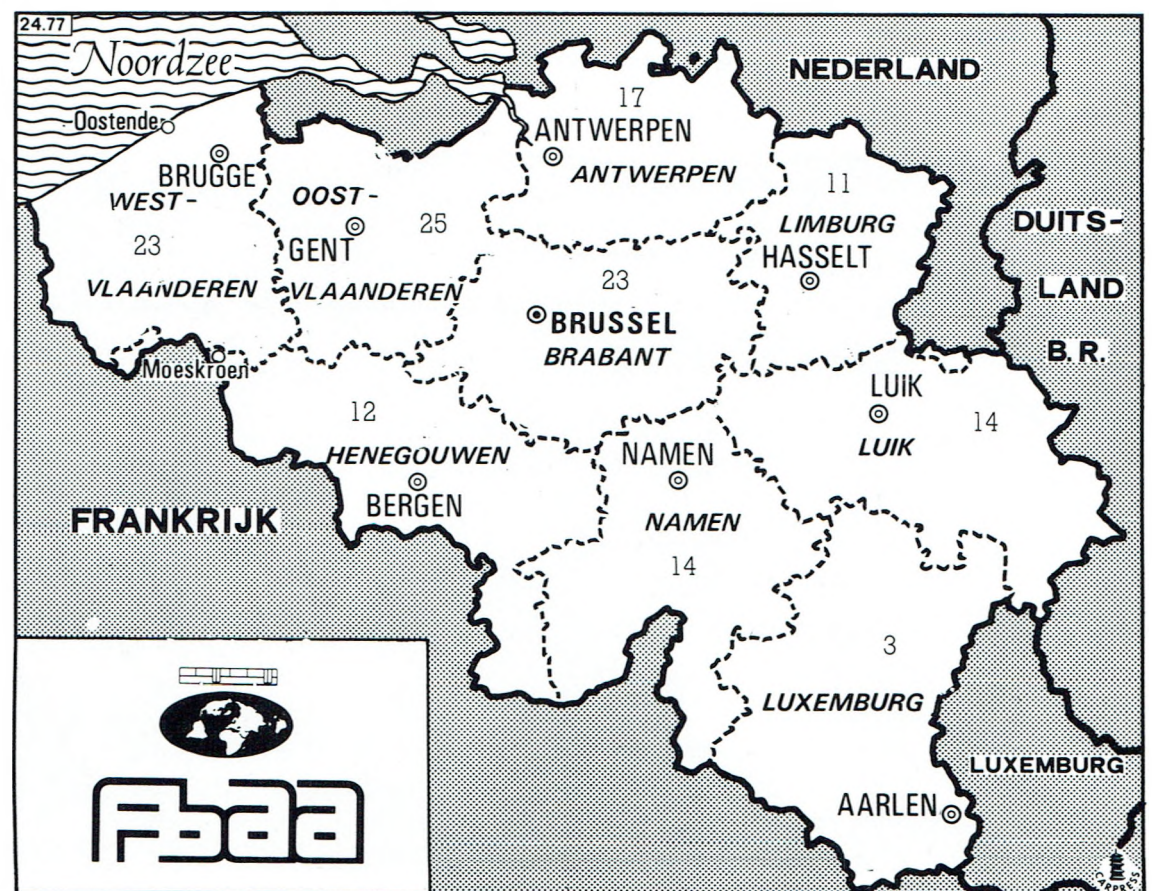 24.77
Noordzee
NEDERLAND
Oostende
17
ANTWERPEN
ANTWERPEN
BRUGGE
WEST-
23
VLAANDEREN
OOST-
GENT
25
VLAANDEREN
11
LIMBURG
HASSELT
DUITS-
LAND
B.R.
23
BRUSSEL
BRABANT
Moeskroen
12
HENEGOUWEN
BERGEN
LUIK
14
LUIK
NAMEN
NAMEN
14
FRANKRIJK
3
LUXEMBURG
LUXEMBURG
AARLEN
fbaa
CARPRESS